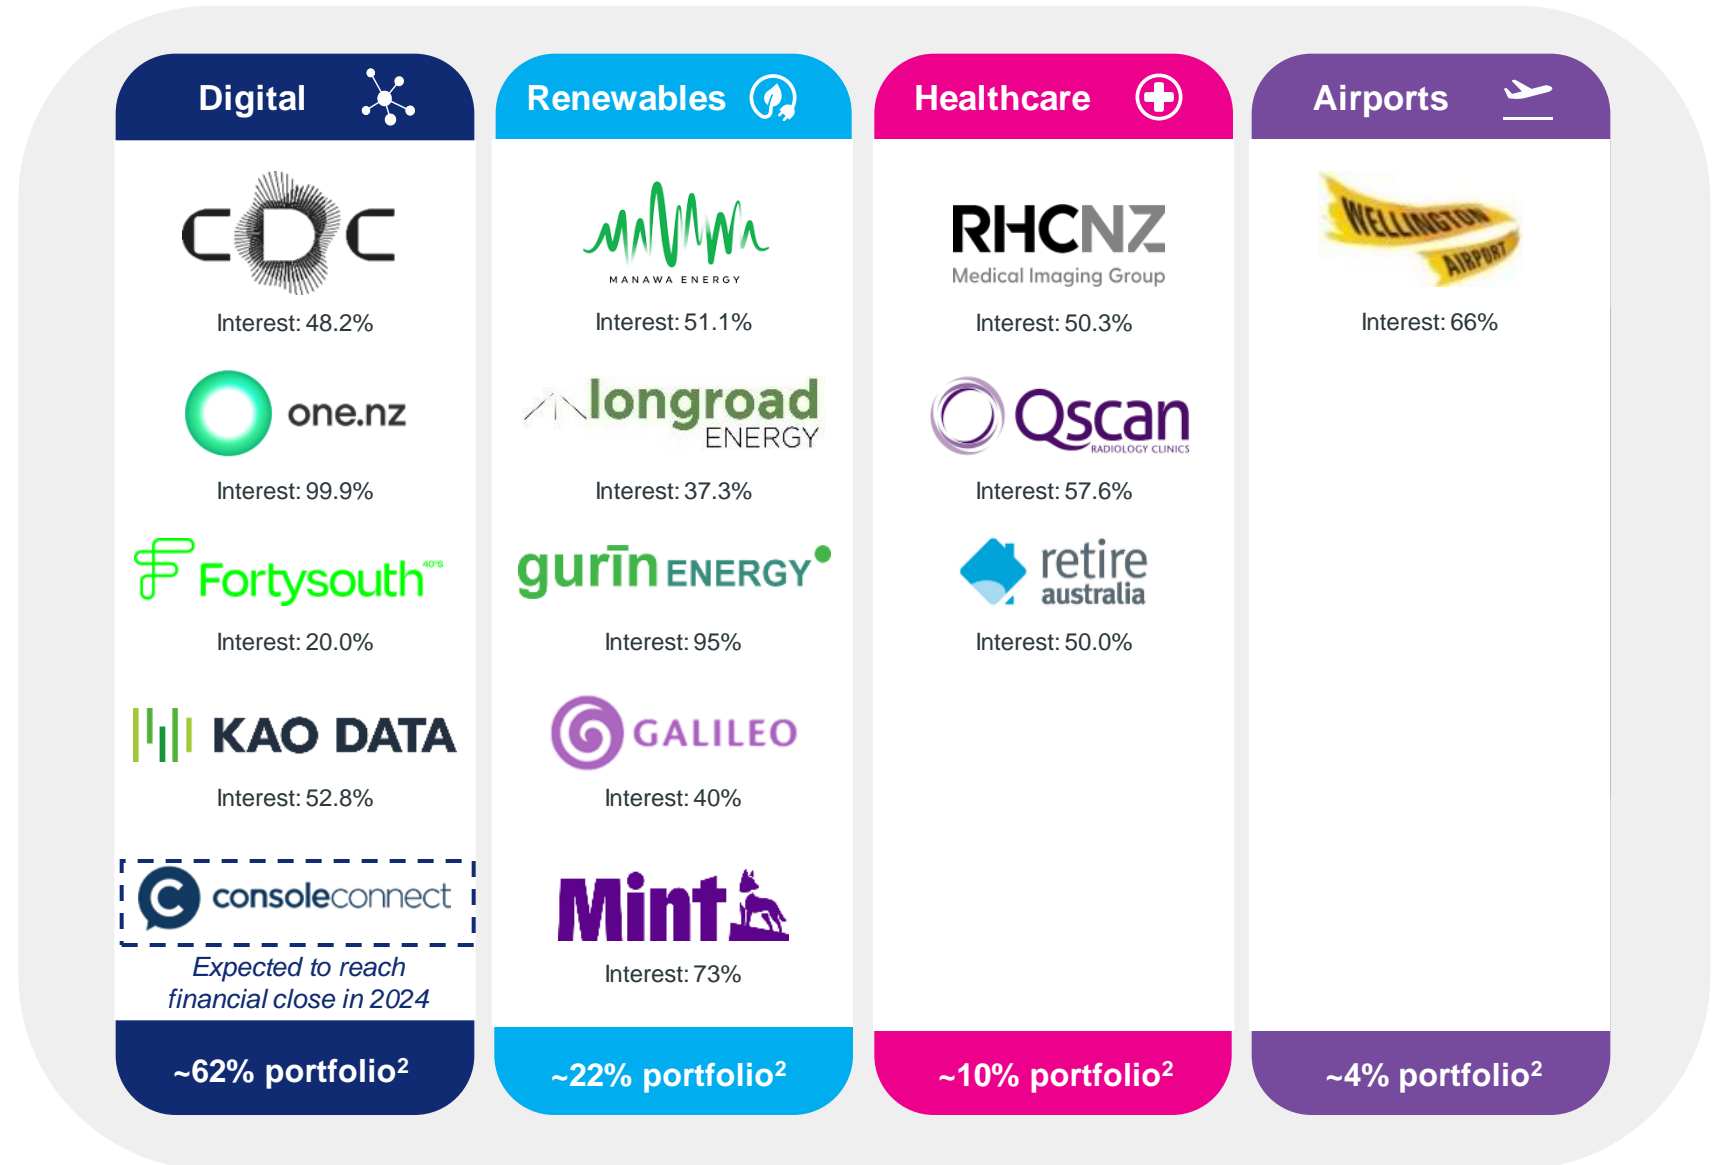 Digital
CDC
Interest: 48.2%
one.nz
Interest: 99.9%
Fortysouth 40°S
Interest: 20.0%
KAO DATA
Interest: 52.8%
consoleconnect
Expected to reach
financial close in 2024
~62% portfolio²
Renewables
MANAWA
MANAWA ENERGY
Interest: 51.1%
longroad
ENERGY
Interest: 37.3%
gurīn ENERGY
Interest: 95%
GALILEO
Interest: 40%
Mint
Interest: 73%
~22% portfolio²
Healthcare
RHCNZ
Medical Imaging Group
Interest: 50.3%
Qscan
RADIOLOGY CLINICS
Interest: 57.6%
retire
australia
Interest: 50.0%
~10% portfolio²
Airports
WELLINGTON
AIRPORT
Interest: 66%
~4% portfolio²